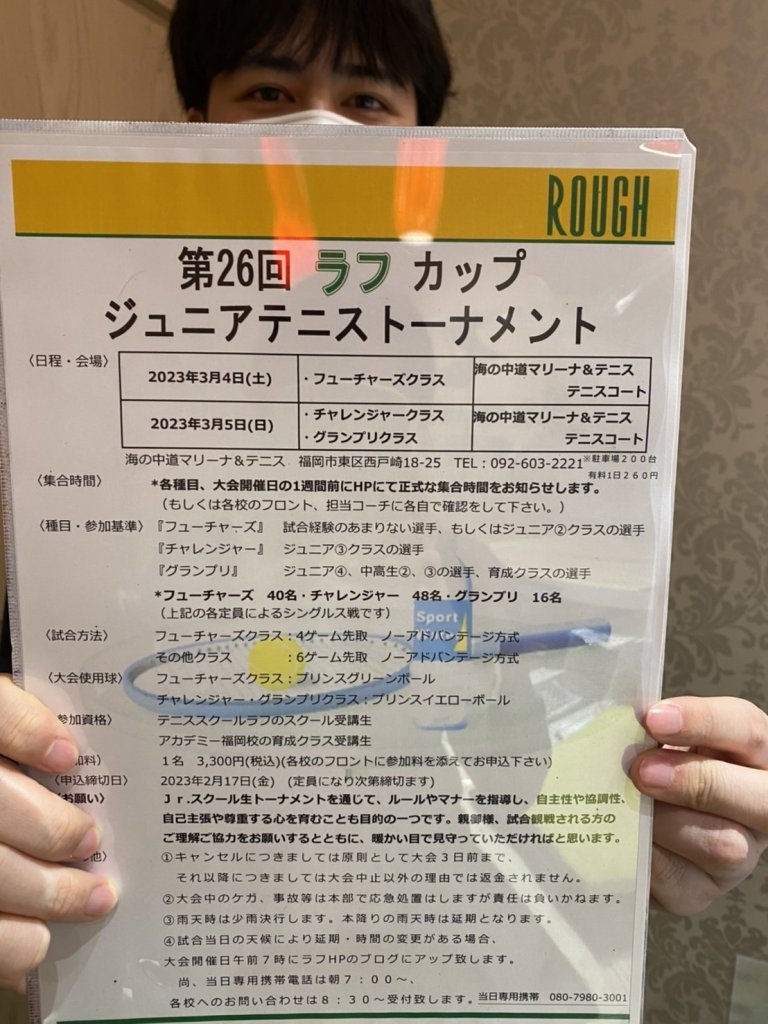 ROUGH
第26回 ラフ カップ
ジュニアテニストーナメント
〈日程・会場〉
2023年3月4日(土) ・フューチャーズクラス 海の中道マリーナ＆テニス テニスコート
2023年3月5日(日) ・チャレンジャークラス ・グランプリクラス 海の中道マリーナ＆テニス テニスコート
海の中道マリーナ＆テニス 福岡市東区西戸崎18-25 TEL：092-603-2221 ※駐車場２００台
有料1日２６０円
〈集合時間〉 *各種目、大会開催日の1週間前にHPにて正式な集合時間をお知らせします。
（もしくは各校のフロント、担当コーチに各自で確認をして下さい。）
〈種目・参加基準〉 『フューチャーズ』 試合経験のあまりない選手、もしくはジュニア②クラスの選手
『チャレンジャー』 ジュニア③クラスの選手
『グランプリ』 ジュニア④、中高生②、③の選手、育成クラスの選手
*フューチャーズ 40名・チャレンジャー 48名・グランプリ 16名
（上記の各定員によるシングルス戦です）
Sport
〈試合方法〉 フューチャーズクラス：4ゲーム先取 ノーアドバンテージ方式
その他クラス ：6ゲーム先取 ノーアドバンテージ方式
〈大会使用球〉 フューチャーズクラス：プリンスグリーンボール
チャレンジャー・グランプリクラス：プリンスイエローボール
参加資格〉 テニススクールラフのスクール受講生
アカデミー福岡校の育成クラス受講生
加料） １名 3,300円(税込)(各校のフロントに参加料を添えてお申込下さい)
〈申込締切日〉 2023年2月17日(金) (定員になり次第締切ます)
〈お願い〉 Ｊｒ.スクール生トーナメントを通じて、ルールやマナーを指導し、自主性や協調性、
自己主張や尊重する心を育むことも目的の一つです。親御様、試合観戦される方の
ご理解ご協力をお願いするとともに、暖かい目で見守っていただければと思います。
他〉 ①キャンセルにつきましては原則として大会３日前まで、
それ以降につきましては大会中止以外の理由では返金されません。
②大会中のケガ、事故等は本部で応急処置はしますが責任は負いかねます。
③雨天時は少雨決行します。本降りの雨天時は延期となります。
④試合当日の天候により延期・時間の変更がある場合、
大会開催日午前７時にラフHPのブログにアップ致します。
尚、当日専用携帯電話は朝７：００～、
各校へのお問い合わせは８：３０～受付致します。 当日専用携帯 080-7980-3001